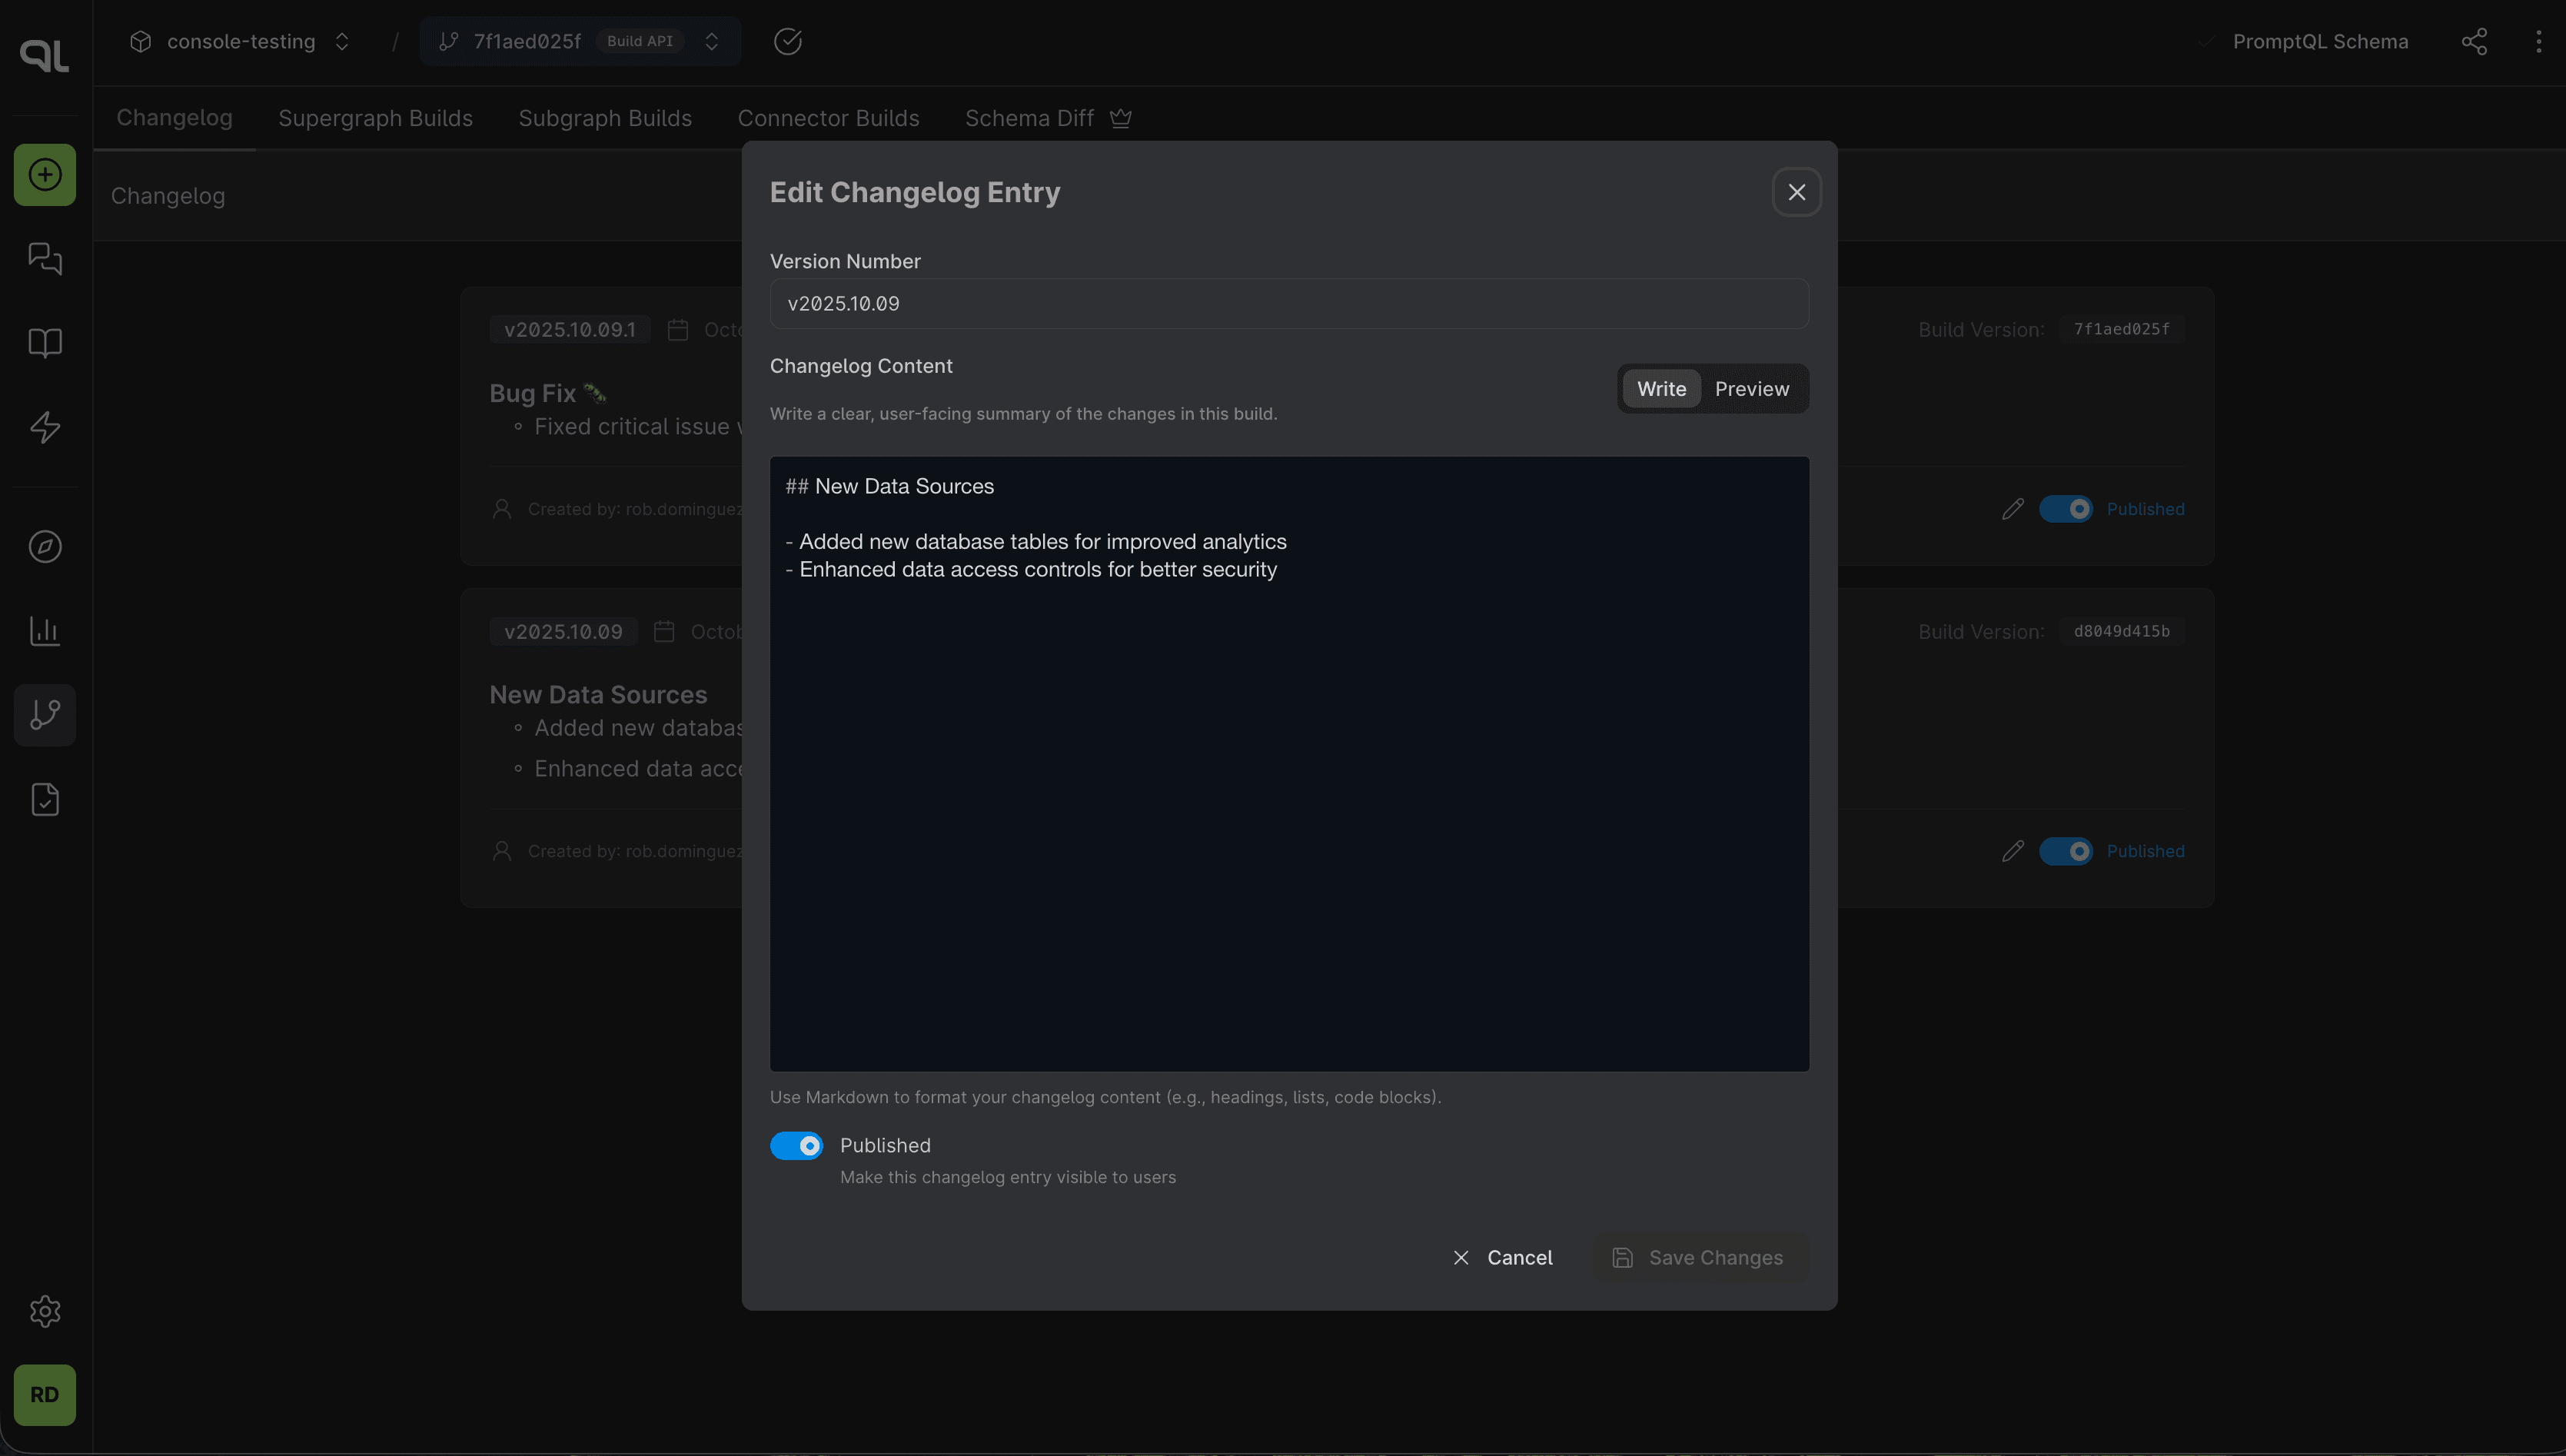 QL
console-testing
/
7f1aed025f
Build API
PromptQL Schema
Changelog
Supergraph Builds
Subgraph Builds
Connector Builds
Schema Diff
Changelog
Edit Changelog Entry
Version Number
v2025.10.09
Changelog Content
Write
Preview
Write a clear, user-facing summary of the changes in this build.
## New Data Sources
- Added new database tables for improved analytics
- Enhanced data access controls for better security
Use Markdown to format your changelog content (e.g., headings, lists, code blocks).
Published
Make this changelog entry visible to users
Cancel
Save Changes
v2025.10.09.1
Octo
Build Version:
7f1aed025f
Bug Fix 🐛
Fixed critical issue
Created by: rob.dominguez
Published
v2025.10.09
Octob
Build Version:
d8049d415b
New Data Sources
Added new databas
Enhanced data acce
Created by: rob.dominguez
Published
RD